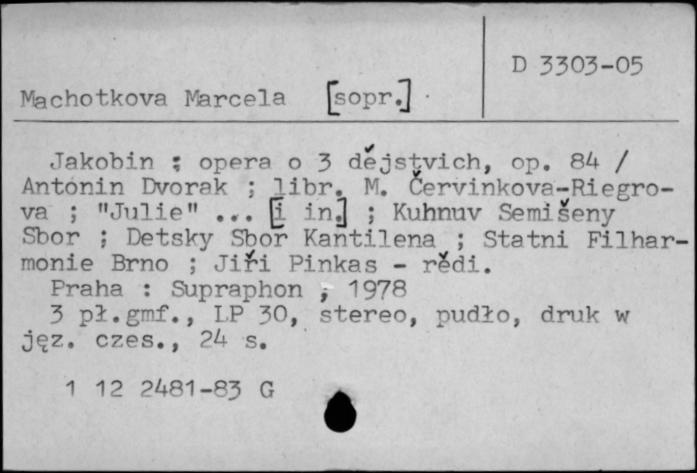 D 3303-05
Machotkova Marcela [sopr.]
Jakobin ; opera o 3 dějstvich, op. 84 /
Antonin Dvorak ; libr. M. Červinkova-Riegro-
va ; "Julie" ... [i in.] ; Kuhnuv Semišeny
Sbor ; Detsky Sbor Kantilena ; Statni Filhar-
monie Brno ; Jiři Pinkas - rědi.
Praha : Supraphon , 1978
3 pł.gmf., LP 30, stereo, pudło, druk w
jęz. czes., 24 s.
1 12 2481-83 G